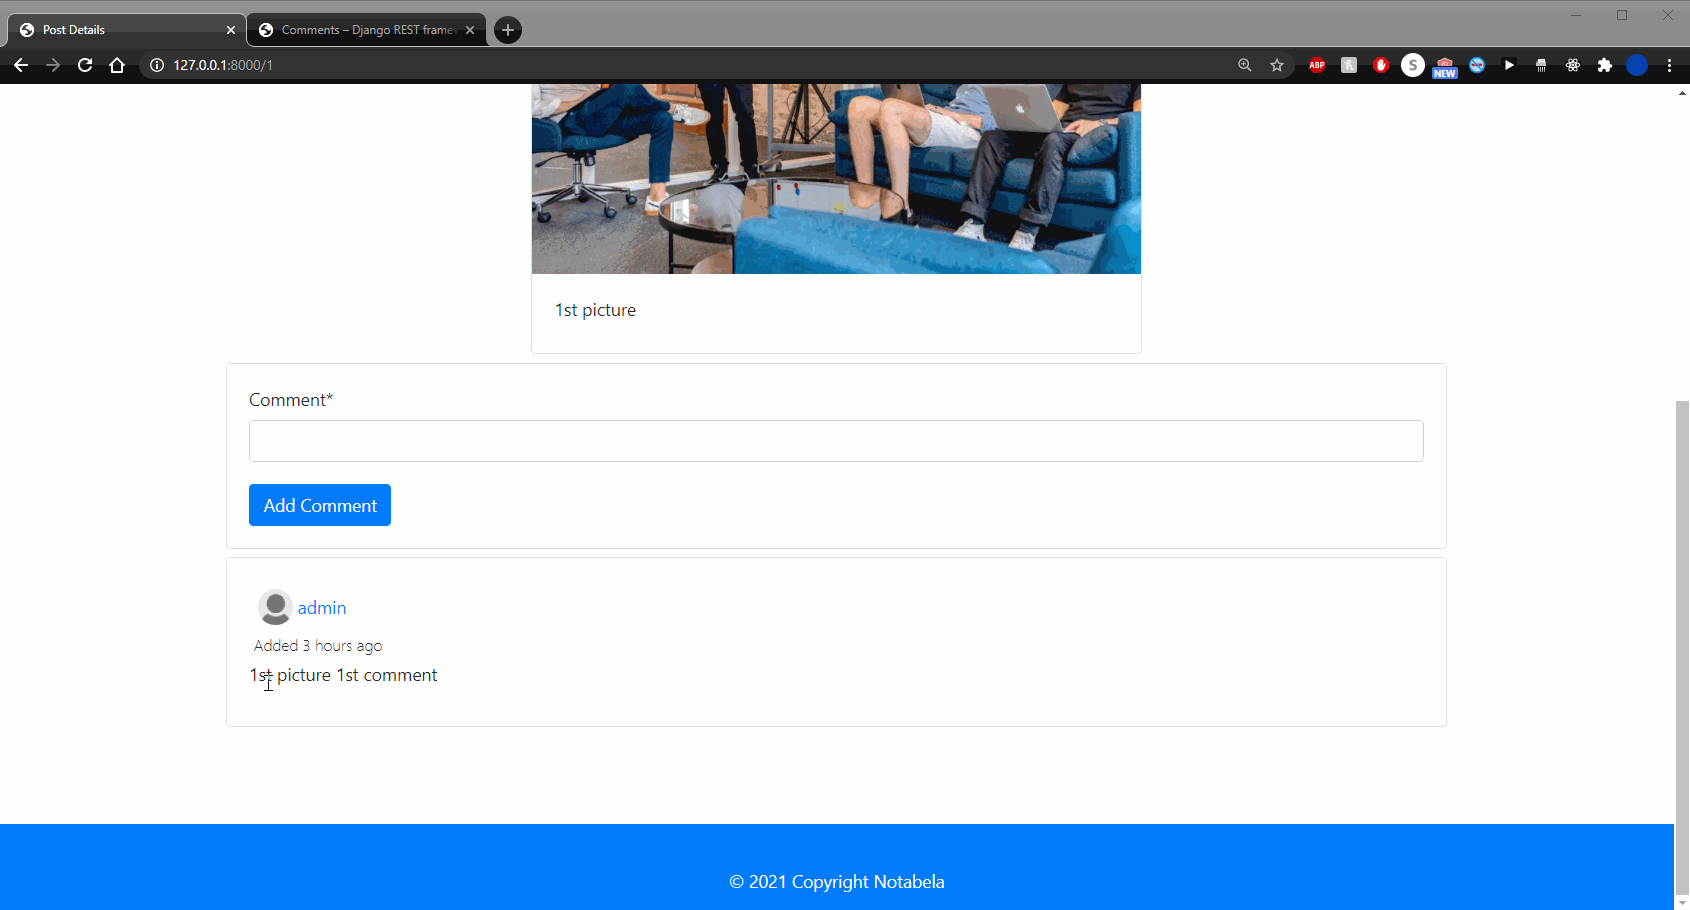 Post Details
Comments – Django REST frame
127.0.0.1:8000/1
ABP
S
NEW
1st picture
Comment*
Add Comment
admin
Added 3 hours ago
1st picture 1st comment
© 2021 Copyright Notabela